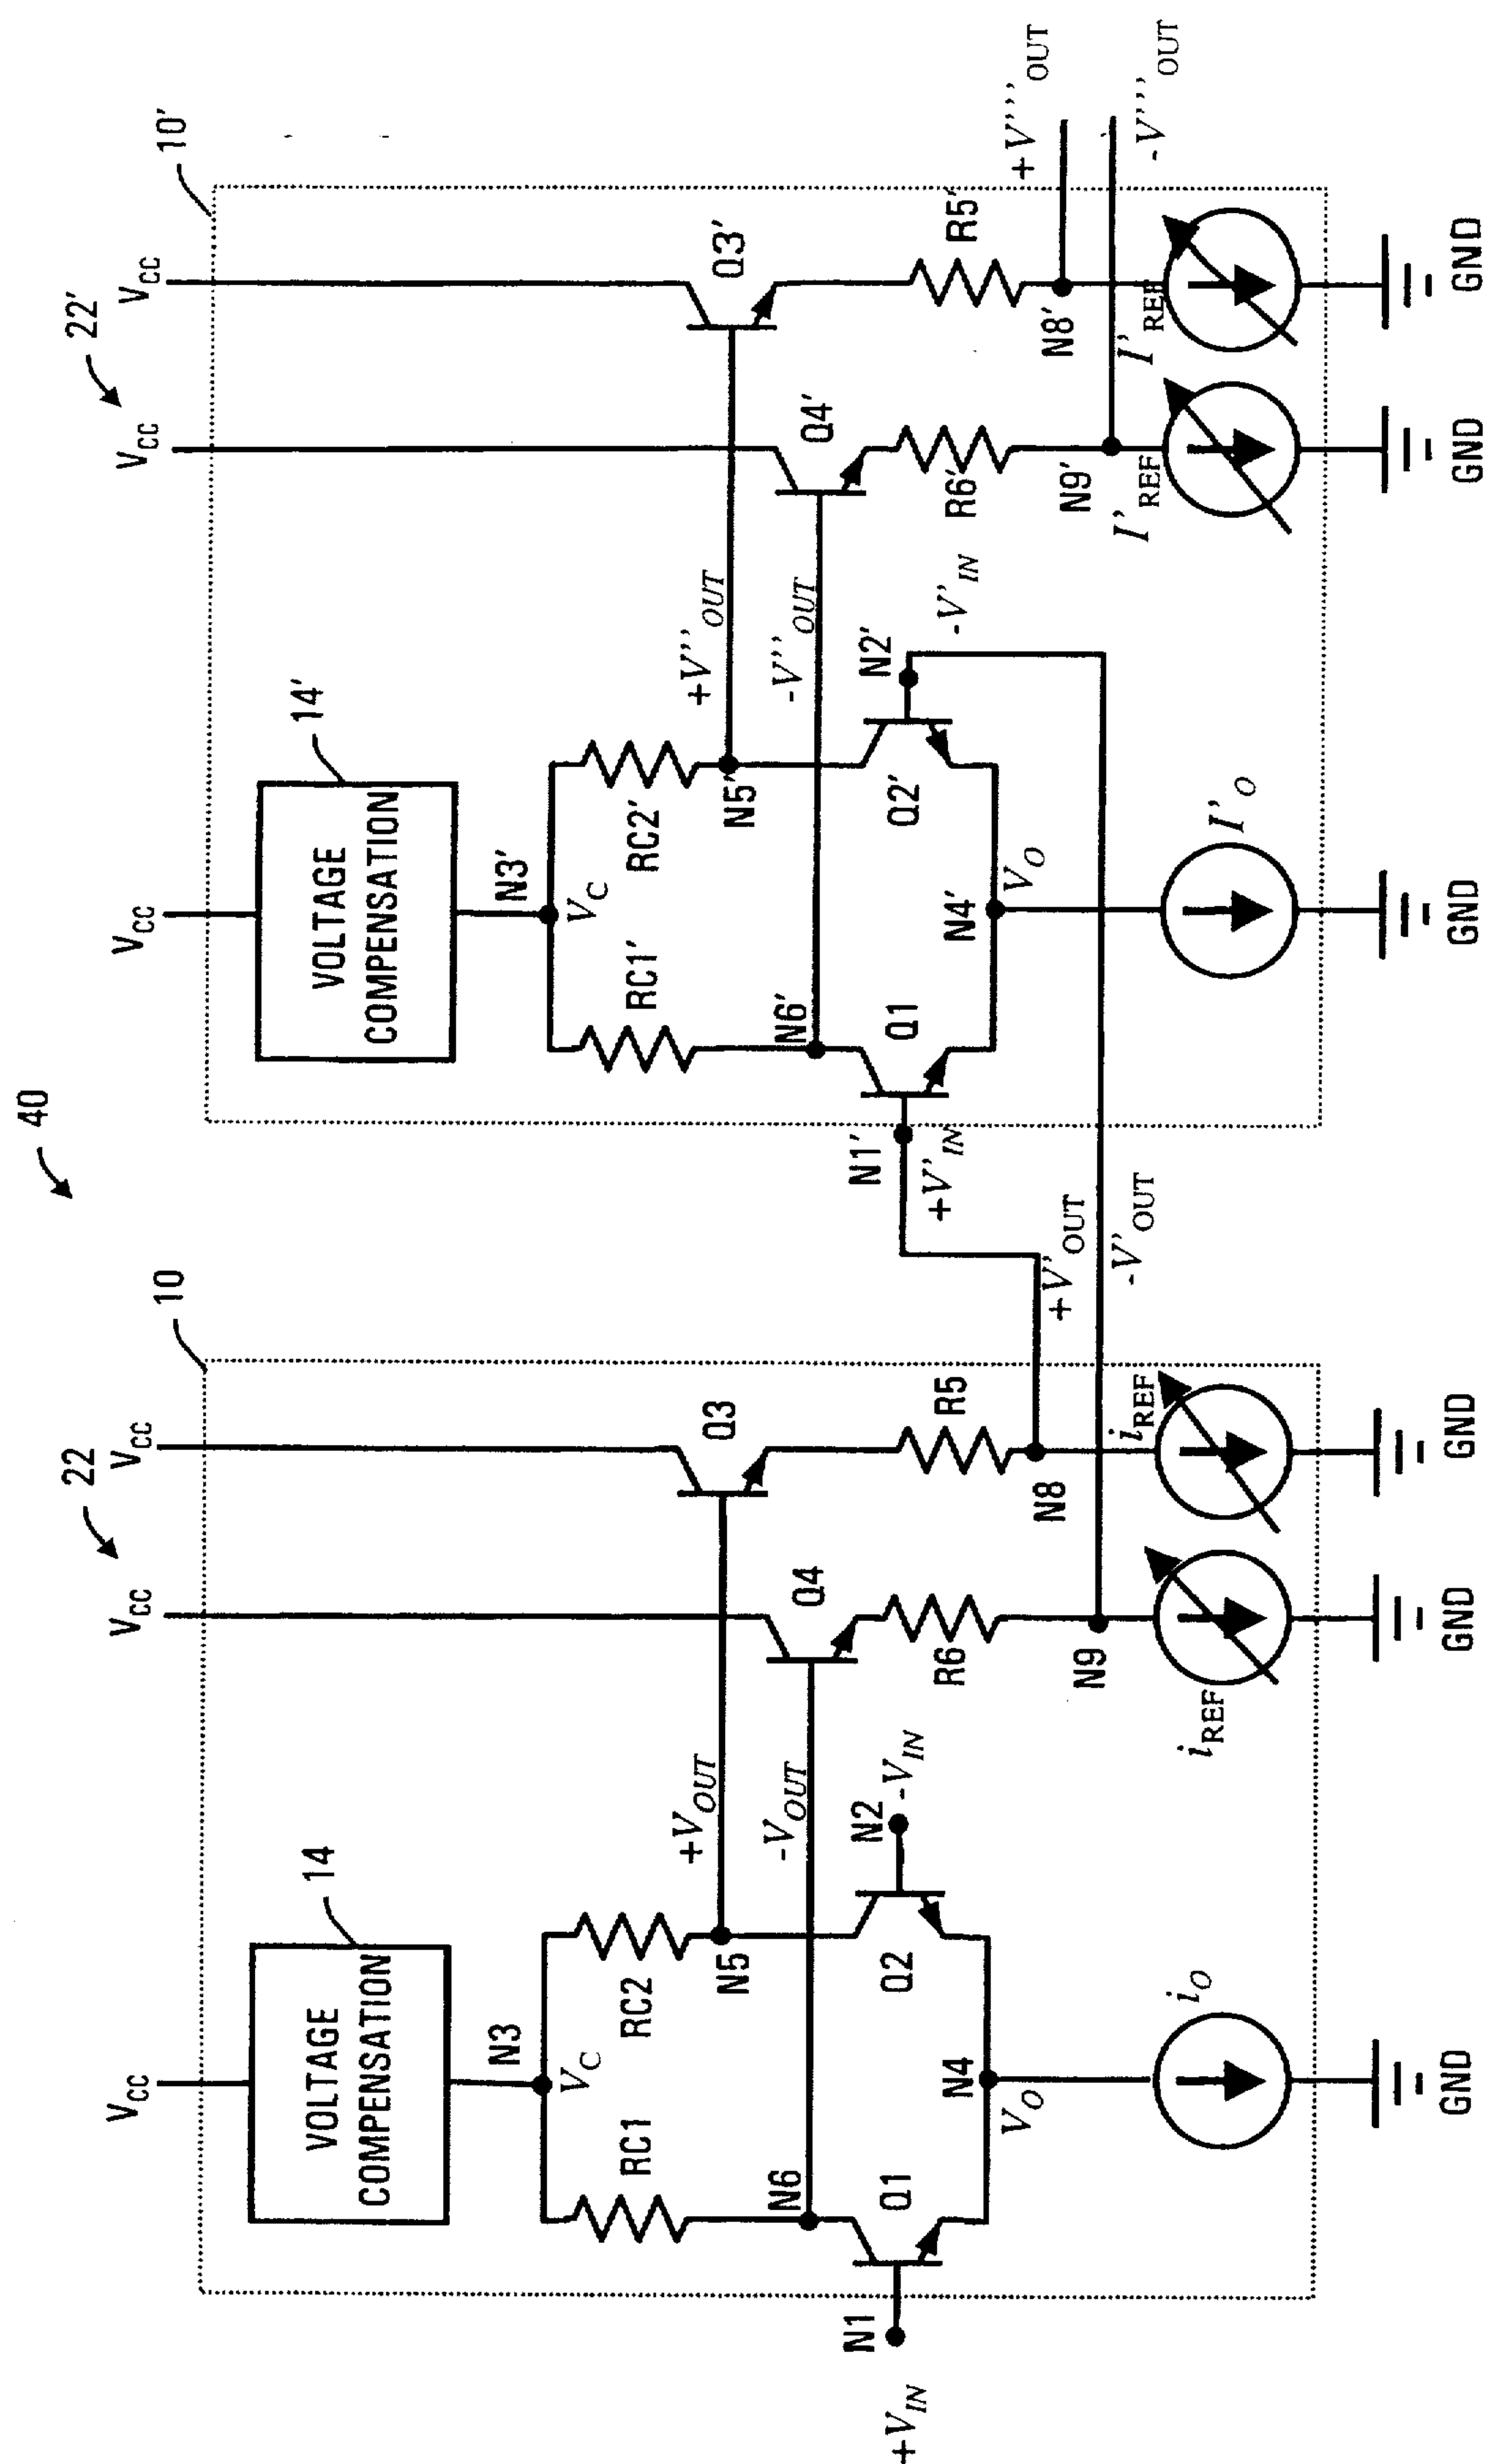 40
10
22
VCC
VCC
VCC
14
VOLTAGE
COMPENSATION
N3
VC
RC1
RC2
N6
N5
+VOUT
-VOUT
Q3
Q4
Q1
Q2
N1
+VIN
N2
-VIN
N4
VO
R6
R5
N9
N8
iO
iREF
iREF
GND
GND
GND
+V'OUT
-V'OUT
10'
22'
VCC
VCC
VCC
14'
VOLTAGE
COMPENSATION
N3'
VC
RC1'
RC2'
N6'
N5'
+V''OUT
-V''OUT
Q3'
Q4'
Q1
Q2'
N1'
+V'IN
N2'
-V'IN
N4'
VO
R6'
R5'
N9'
N8'
I'O
I'REF
I'REF
GND
GND
GND
+V'''OUT
-V'''OUT